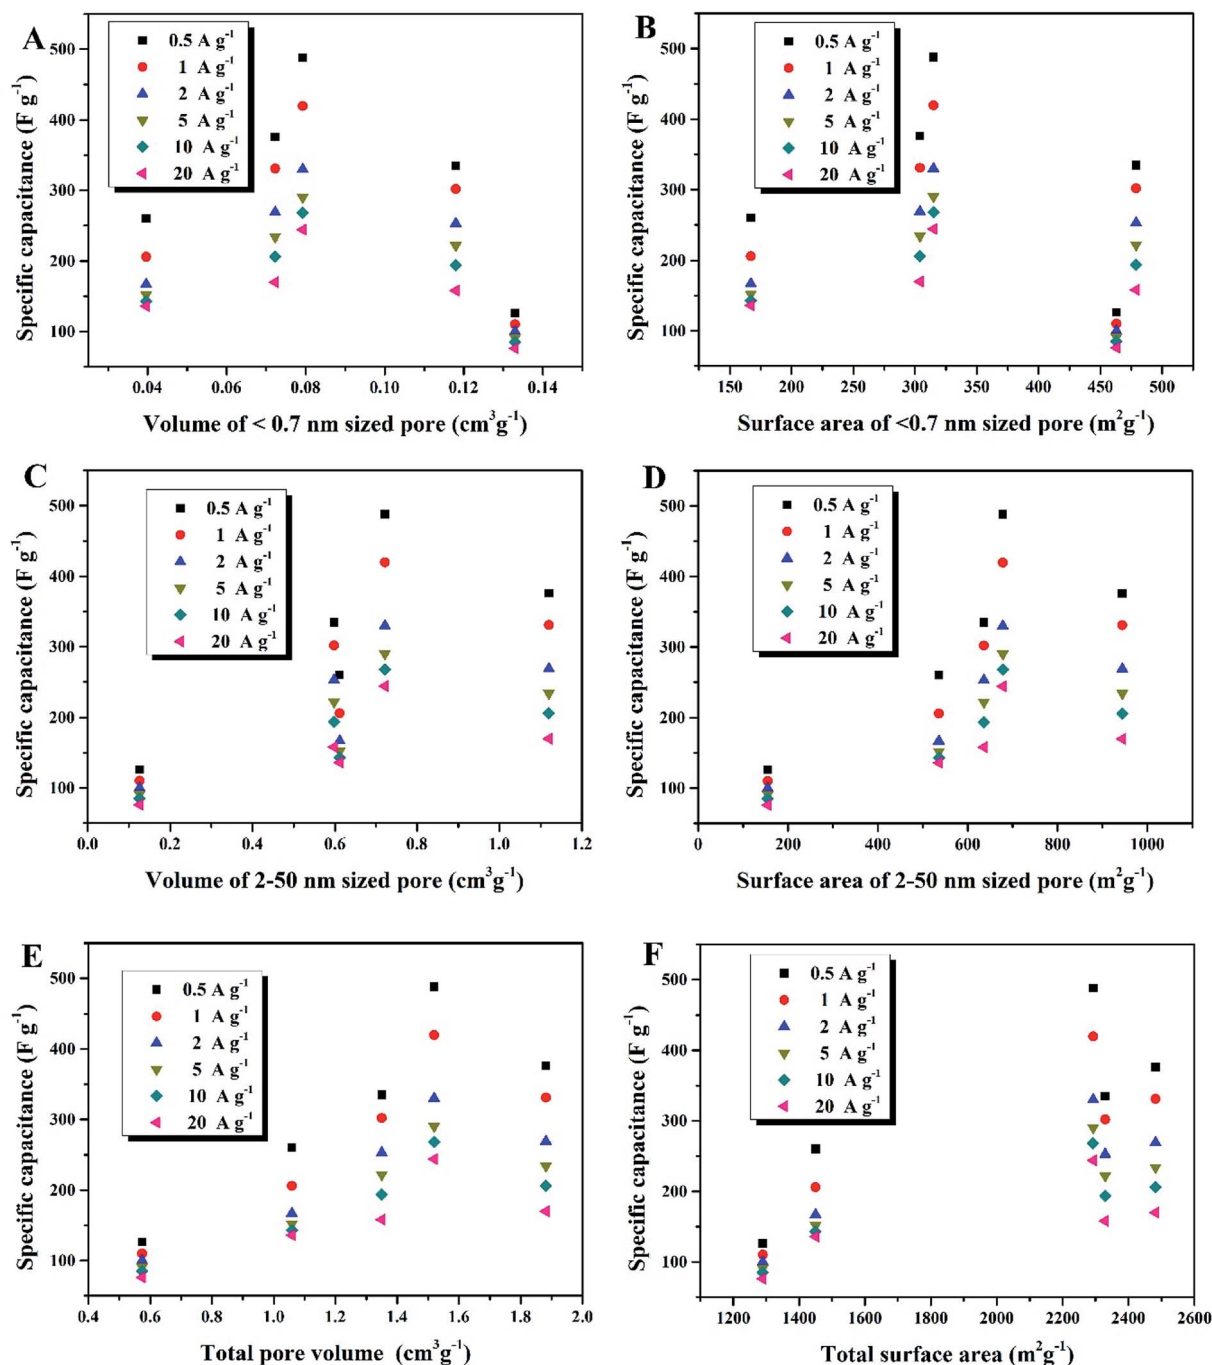 A
0.5 A g⁻¹
1 A g⁻¹
2 A g⁻¹
5 A g⁻¹
10 A g⁻¹
20 A g⁻¹
Specific capacitance (F g⁻¹)
500
400
300
200
100
0.04 0.06 0.08 0.10 0.12 0.14
Volume of < 0.7 nm sized pore (cm³g⁻¹)
B
0.5 A g⁻¹
1 A g⁻¹
2 A g⁻¹
5 A g⁻¹
10 A g⁻¹
20 A g⁻¹
Specific capacitance (F g⁻¹)
500
400
300
200
100
150 200 250 300 350 400 450 500
Surface area of <0.7 nm sized pore (m²g⁻¹)
C
0.5 A g⁻¹
1 A g⁻¹
2 A g⁻¹
5 A g⁻¹
10 A g⁻¹
20 A g⁻¹
Specific capacitance (F g⁻¹)
500
400
300
200
100
0.0 0.2 0.4 0.6 0.8 1.0 1.2
Volume of 2-50 nm sized pore (cm³g⁻¹)
D
0.5 A g⁻¹
1 A g⁻¹
2 A g⁻¹
5 A g⁻¹
10 A g⁻¹
20 A g⁻¹
Specific capacitance (F g⁻¹)
500
400
300
200
100
0 200 400 600 800 1000
Surface area of 2-50 nm sized pore (m²g⁻¹)
E
0.5 A g⁻¹
1 A g⁻¹
2 A g⁻¹
5 A g⁻¹
10 A g⁻¹
20 A g⁻¹
Specific capacitance (F g⁻¹)
500
400
300
200
100
0.4 0.6 0.8 1.0 1.2 1.4 1.6 1.8 2.0
Total pore volume (cm³g⁻¹)
F
0.5 A g⁻¹
1 A g⁻¹
2 A g⁻¹
5 A g⁻¹
10 A g⁻¹
20 A g⁻¹
Specific capacitance (F g⁻¹)
500
400
300
200
100
1200 1400 1600 1800 2000 2200 2400 2600
Total surface area (m²g⁻¹)